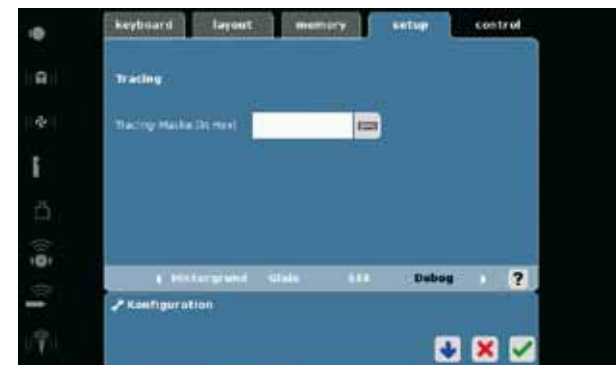 keyboard layout memory setup control
Tracing
Tracing Maske (in Hex)
Hintergrund Gleis Debug ?
Konfiguration